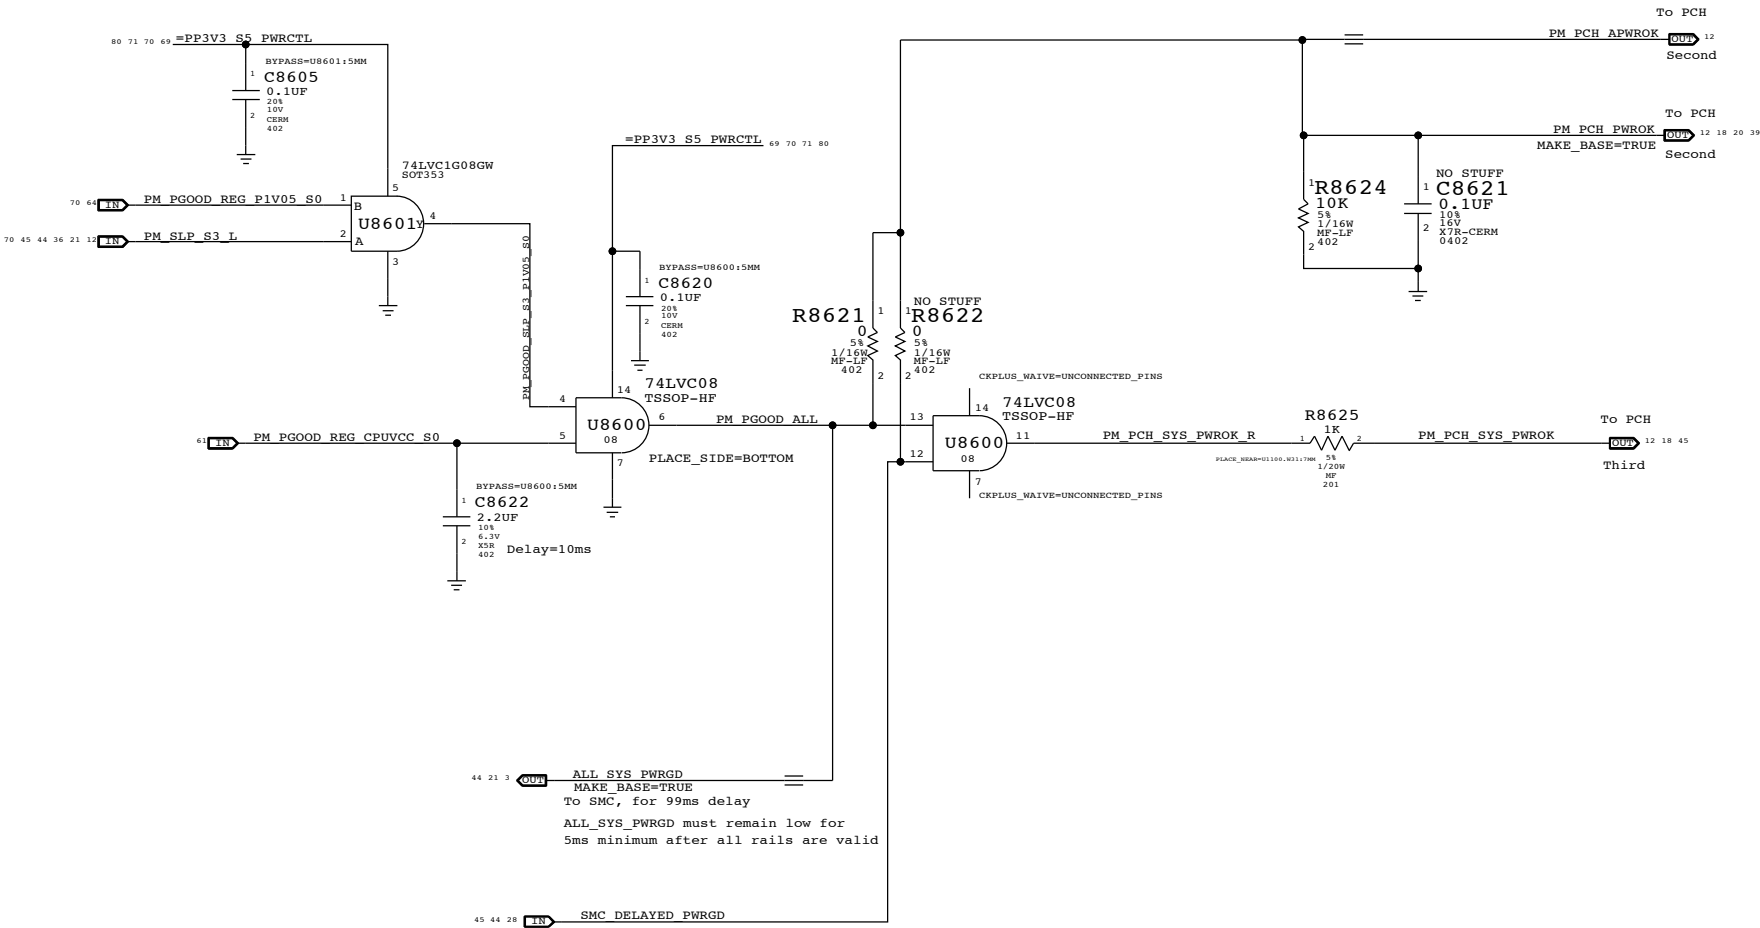 To PCH
PM_PCH_APWROK
OUT
12
Second
80 71 70 69
=PP3V3_S5_PWRCTL
BYPASS=U8601:5MM
1
C8605
0.1UF
20%
10V
2
CERM
402
To PCH
PM_PCH_PWROK
OUT
12 18 20 39
MAKE_BASE=TRUE
Second
=PP3V3_S5_PWRCTL
69 70 71 80
74LVC1G08GW
SOT353
5
70 64
IN
PM_PGOOD_REG_P1V05_S0
1
B
U8601
Y
4
70 45 44 36 21 12
IN
PM_SLP_S3_L
2
A
3
1
R8624
10K
5%
1/16W
MF-LF
2
402
NO STUFF
1
C8621
0.1UF
10%
16V
2
X7R-CERM
0402
PM_PGOOD_SLP_S3_P1V05_S0
BYPASS=U8600:5MM
1
C8620
0.1UF
20%
10V
2
CERM
402
R8621
1
0
5%
1/16W
MF-LF
402
2
NO STUFF
1
R8622
0
5%
1/16W
MF-LF
2
402
14
74LVC08
TSSOP-HF
4
U8600
08
6
PM_PGOOD_ALL
5
7
PLACE_SIDE=BOTTOM
61
IN
PM_PGOOD_REG_CPUVCC_S0
BYPASS=U8600:5MM
1
C8622
2.2UF
10%
6.3V
2
X5R
402
Delay=10ms
CKPLUS_WAIVE=UNCONNECTED_PINS
14
74LVC08
TSSOP-HF
13
U8600
08
11
12
7
CKPLUS_WAIVE=UNCONNECTED_PINS
PM_PCH_SYS_PWROK_R
R8625
1K
1
2
PLACE_NEAR=U1100.W31:7MM
5%
1/20W
MF
201
PM_PCH_SYS_PWROK
To PCH
OUT
12 18 45
Third
44 21 3
OUT
ALL_SYS_PWRGD
MAKE_BASE=TRUE
To SMC, for 99ms delay
ALL_SYS_PWRGD must remain low for
5ms minimum after all rails are valid
45 44 28
IN
SMC_DELAYED_PWRGD